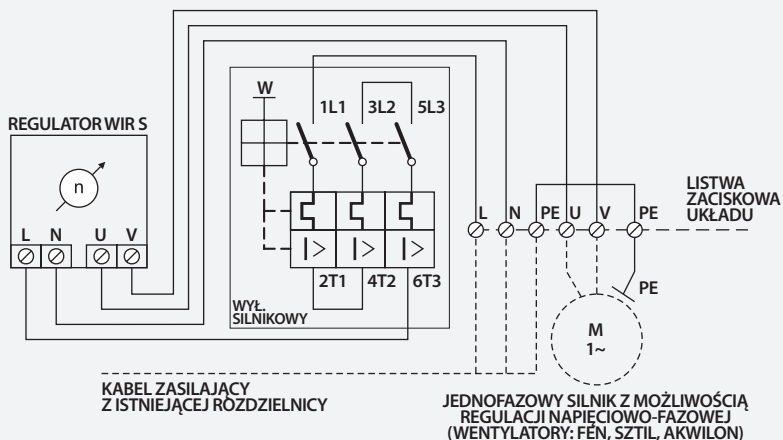 W
1L1 3L2 5L3
REGULATOR WIR S
n
L N U V
2T1 4T2 6T3
WYŁ.
SILNIKOWY
L N PE U V PE
LISTWA
ZACISKOWA
UKŁADU
PE
M
1~
KABEL ZASILAJĄCY
Z ISTNIEJĄCEJ ROZDZIELNICY
JEDNOFAZOWY SILNIK Z MOŻLIWOŚCIĄ
REGULACJI NAPIĘCIOWO-FAZOWEJ
(WENTYLATORY: FEN, SZTIL, AKWILON)